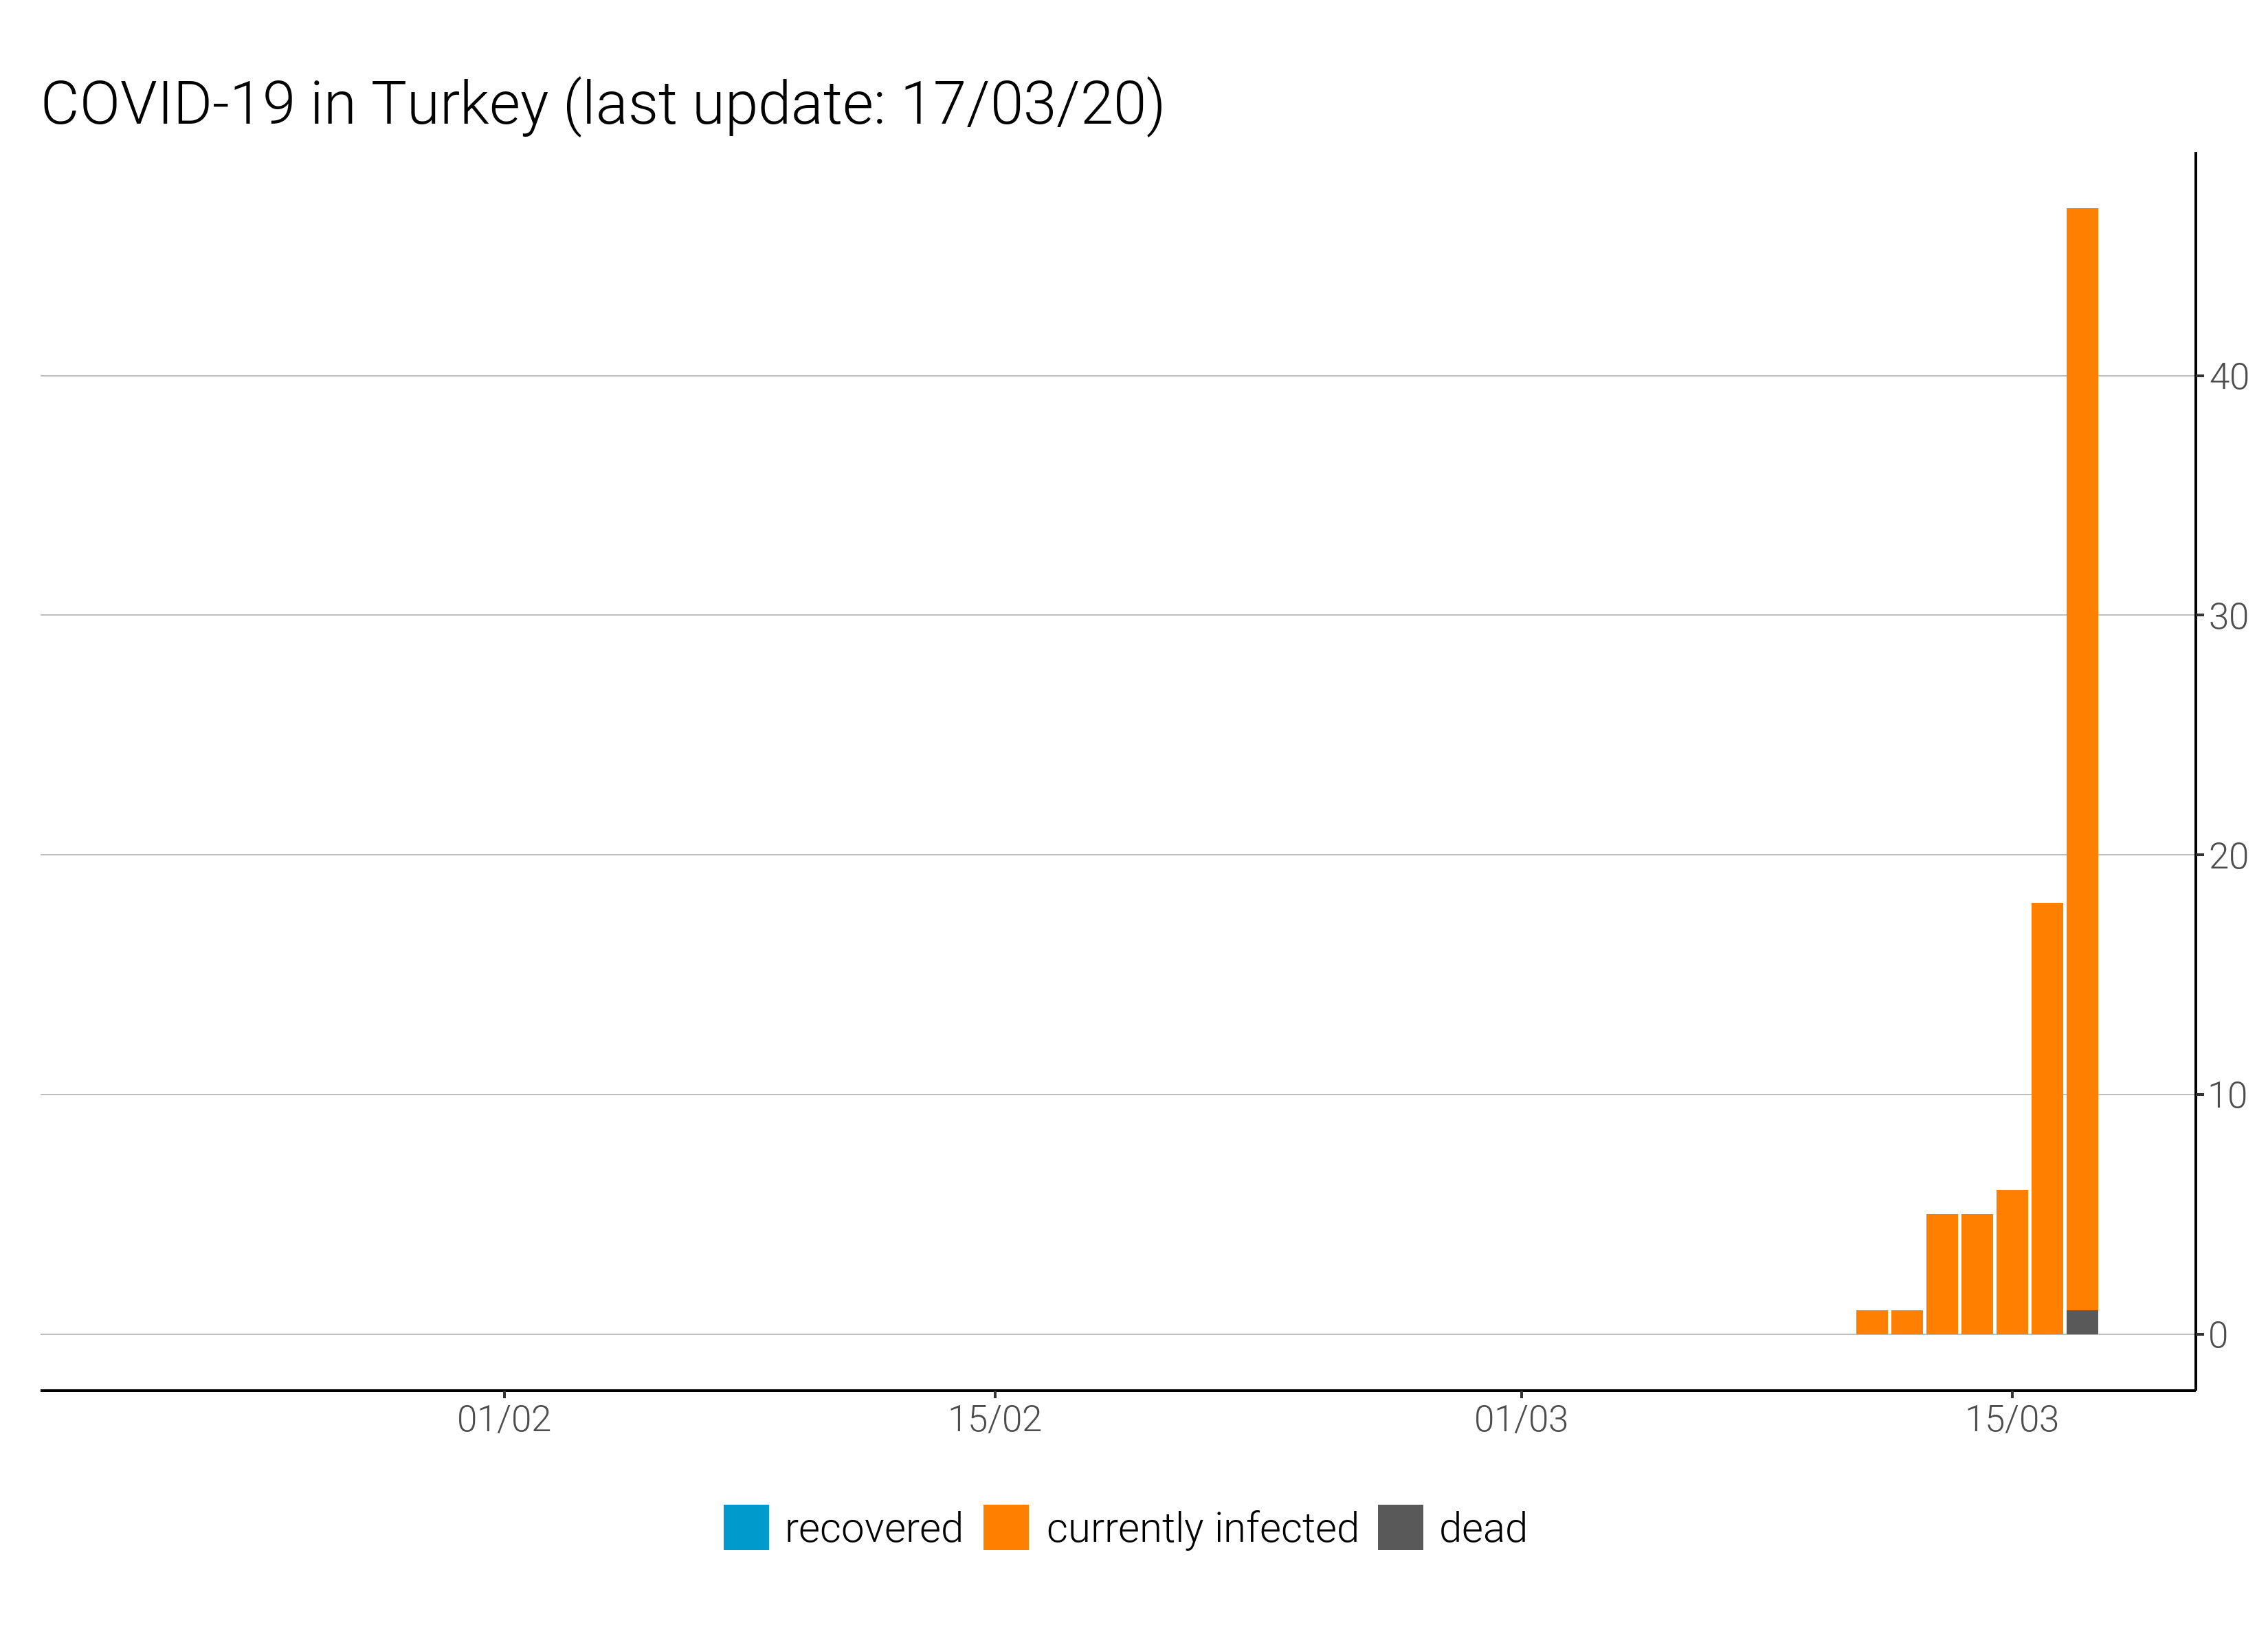 COVID-19 in Turkey (last update: 17/03/20)
40
30
20
10
0
01/02 15/02 01/03 15/03
recovered currently infected dead